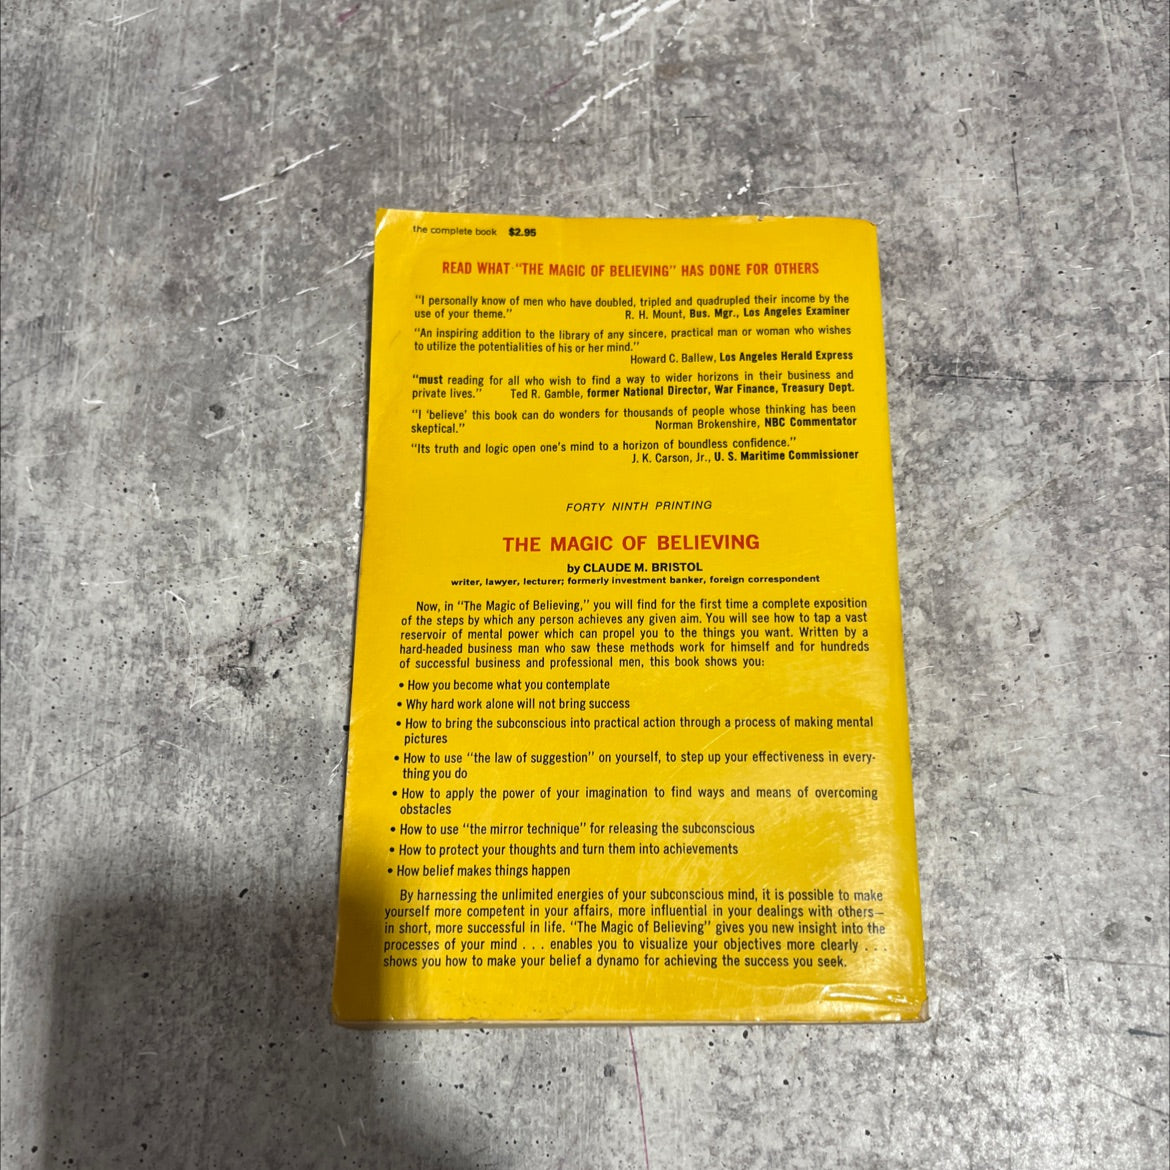 the complete book $2.95
READ WHAT "THE MAGIC OF BELIEVING" HAS DONE FOR OTHERS
"I personally know of men who have doubled, tripled and quadrupled their income by the
use of your theme." R. H. Mount, Bus. Mgr., Los Angeles Examiner
"An inspiring addition to the library of any sincere, practical man or woman who wishes
to utilize the potentialities of his or her mind."
Howard C. Ballew, Los Angeles Herald Express
"must reading for all who wish to find a way to wider horizons in their business and
private lives." Ted R. Gamble, former National Director, War Finance, Treasury Dept.
"I 'believe' this book can do wonders for thousands of people whose thinking has been
skeptical." Norman Brokenshire, NBC Commentator
"Its truth and logic open one's mind to a horizon of boundless confidence."
J. K. Carson, Jr., U. S. Maritime Commissioner
FORTY NINTH PRINTING
THE MAGIC OF BELIEVING
by CLAUDE M. BRISTOL
writer, lawyer, lecturer; formerly investment banker, foreign correspondent
Now, in "The Magic of Believing," you will find for the first time a complete exposition
of the steps by which any person achieves any given aim. You will see how to tap a vast
reservoir of mental power which can propel you to the things you want. Written by a
hard-headed business man who saw these methods work for himself and for hundreds
of successful business and professional men, this book shows you:
• How you become what you contemplate
• Why hard work alone will not bring success
• How to bring the subconscious into practical action through a process of making mental
pictures
• How to use "the law of suggestion" on yourself, to step up your effectiveness in every-
thing you do
• How to apply the power of your imagination to find ways and means of overcoming
obstacles
• How to use "the mirror technique" for releasing the subconscious
• How to protect your thoughts and turn them into achievements
• How belief makes things happen
By harnessing the unlimited energies of your subconscious mind, it is possible to make
yourself more competent in your affairs, more influential in your dealings with others—
in short, more successful in life. "The Magic of Believing" gives you new insight into the
processes of your mind . . . enables you to visualize your objectives more clearly . . .
shows you how to make your belief a dynamo for achieving the success you seek.